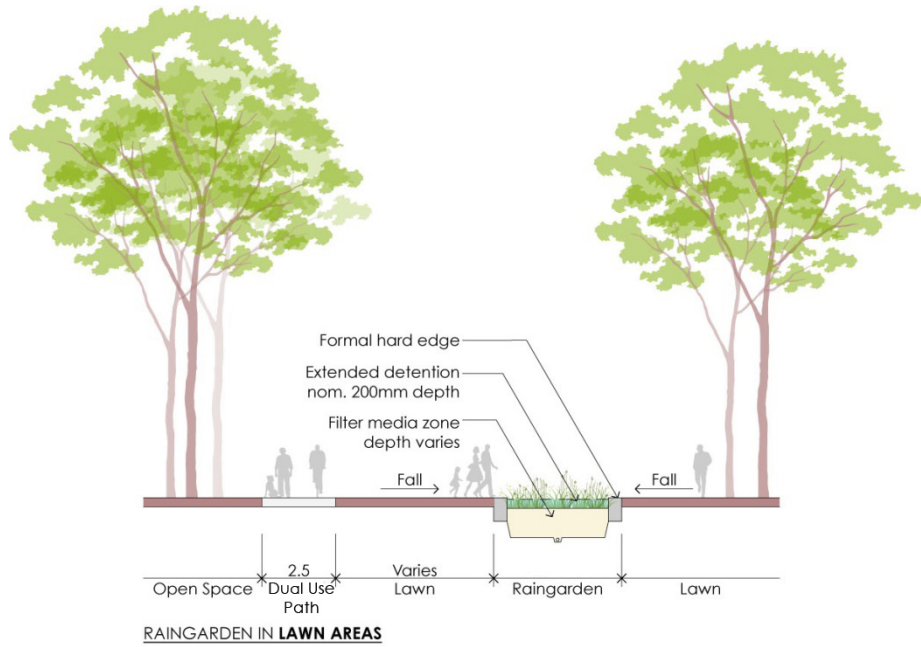 Formal hard edge
Extended detention
nom. 200mm depth
Filter media zone
depth varies
Fall
Fall
2.5
Varies
Open Space
Dual Use
Path
Lawn
Raingarden
Lawn
RAINGARDEN IN LAWN AREAS